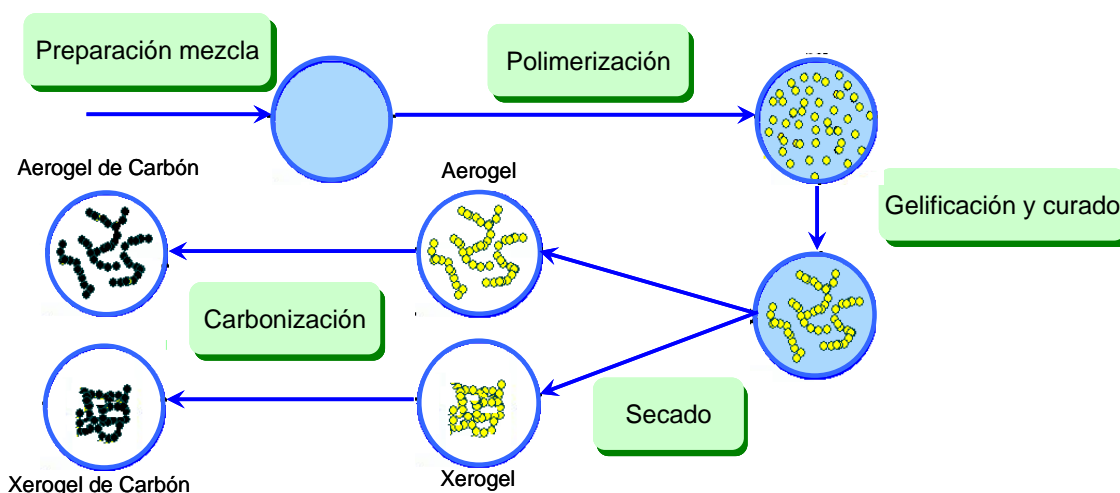 Preparación mezcla
Polimerización
Gelificación y curado
Aerogel de Carbón
Aerogel
Carbonización
Secado
Xerogel
Xerogel de Carbón